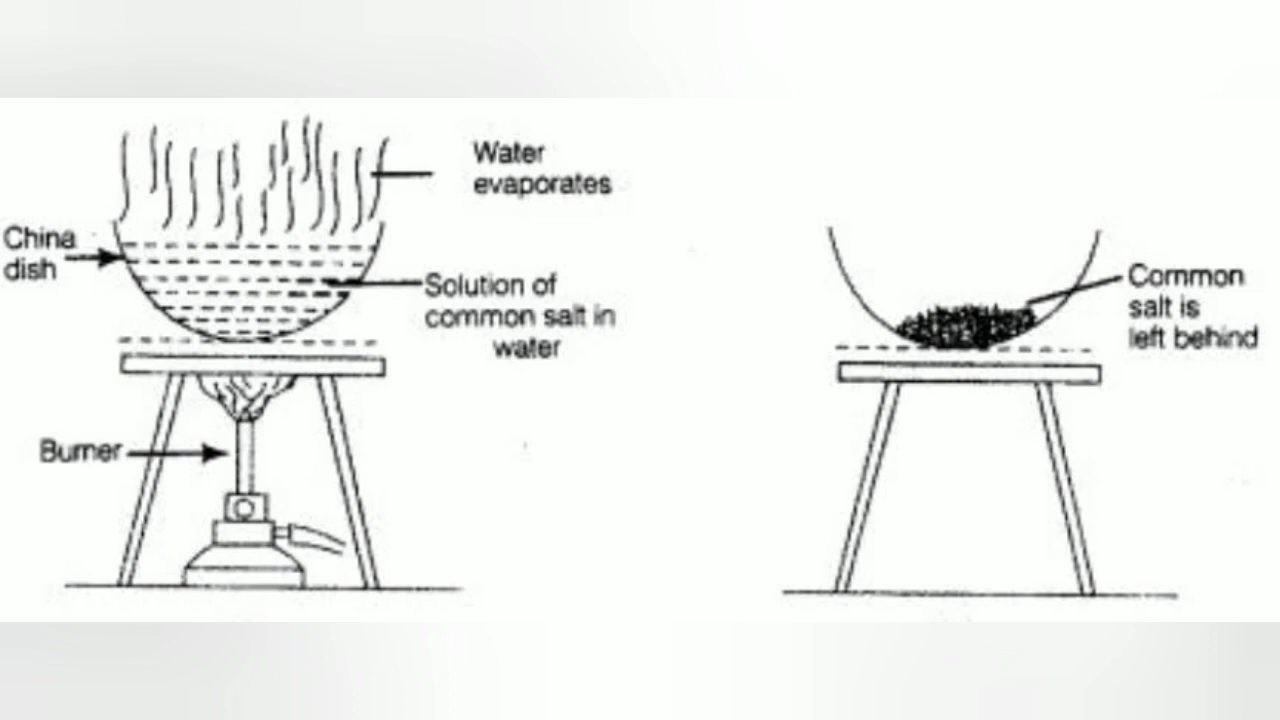 Water
evaporates
China
dish
Solution of
common salt in
water
Burner
Common
salt is
left behind